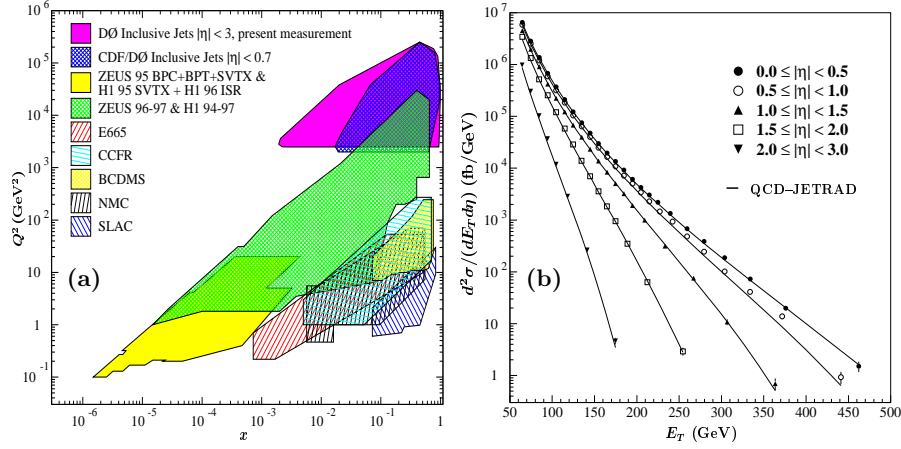 DØ Inclusive Jets |η| < 3, present measurement
CDF/DØ Inclusive Jets |η| < 0.7
ZEUS 95 BPC+BPT+SVTX &
H1 95 SVTX + H1 96 ISR
ZEUS 96-97 & H1 94-97
E665
CCFR
BCDMS
NMC
SLAC
(a)
Q² (GeV²)
10⁶
10⁵
10⁴
10³
10²
10
1
10⁻¹
10⁻⁶ 10⁻⁵ 10⁻⁴ 10⁻³ 10⁻² 10⁻¹ 1
x
0.0 ≤ |η| < 0.5
0.5 ≤ |η| < 1.0
1.0 ≤ |η| < 1.5
1.5 ≤ |η| < 2.0
2.0 ≤ |η| < 3.0
QCD–JETRAD
(b)
d²σ/(dE_T dη) (fb/GeV)
10⁷
10⁶
10⁵
10⁴
10³
10²
10
1
50 100 150 200 250 300 350 400 450 500
E_T (GeV)